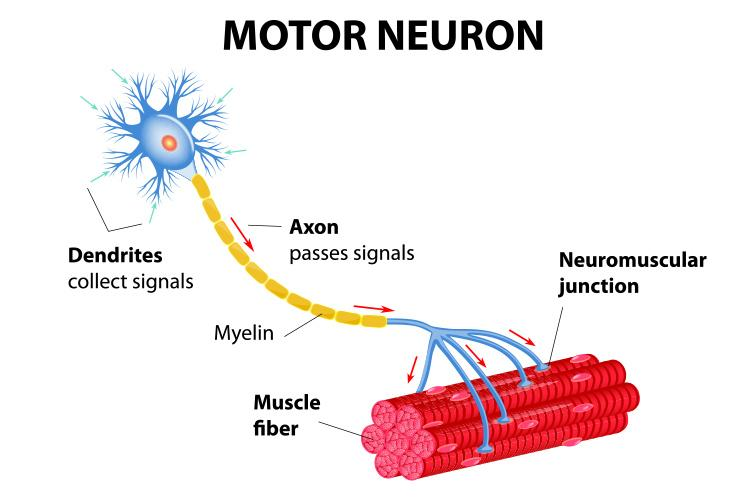 MOTOR NEURON
Axon
passes signals
Dendrites
collect signals
Neuromuscular
junction
Myelin
Muscle
fiber